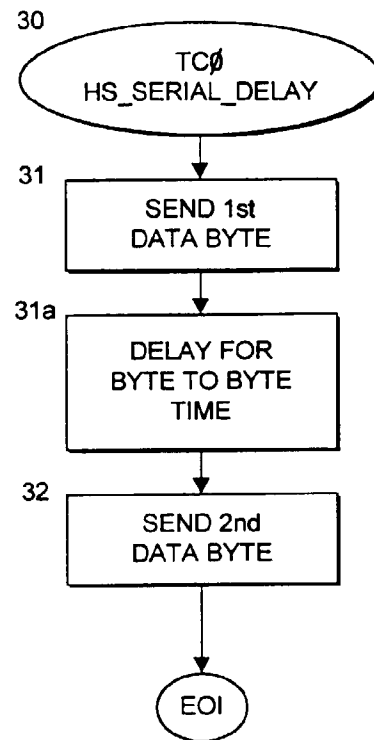 30
TCØ
HS_SERIAL_DELAY
31
SEND 1st
DATA BYTE
31a
DELAY FOR
BYTE TO BYTE
TIME
32
SEND 2nd
DATA BYTE
EOI